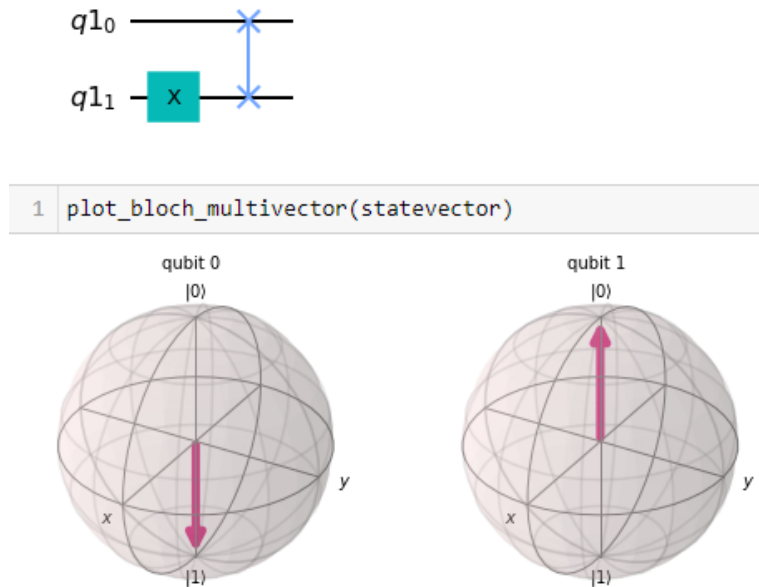 q1₀
q1₁ X
1 plot_bloch_multivector(statevector)
qubit 0 qubit 1
|0⟩ |0⟩
y y
x x
|1⟩ |1⟩